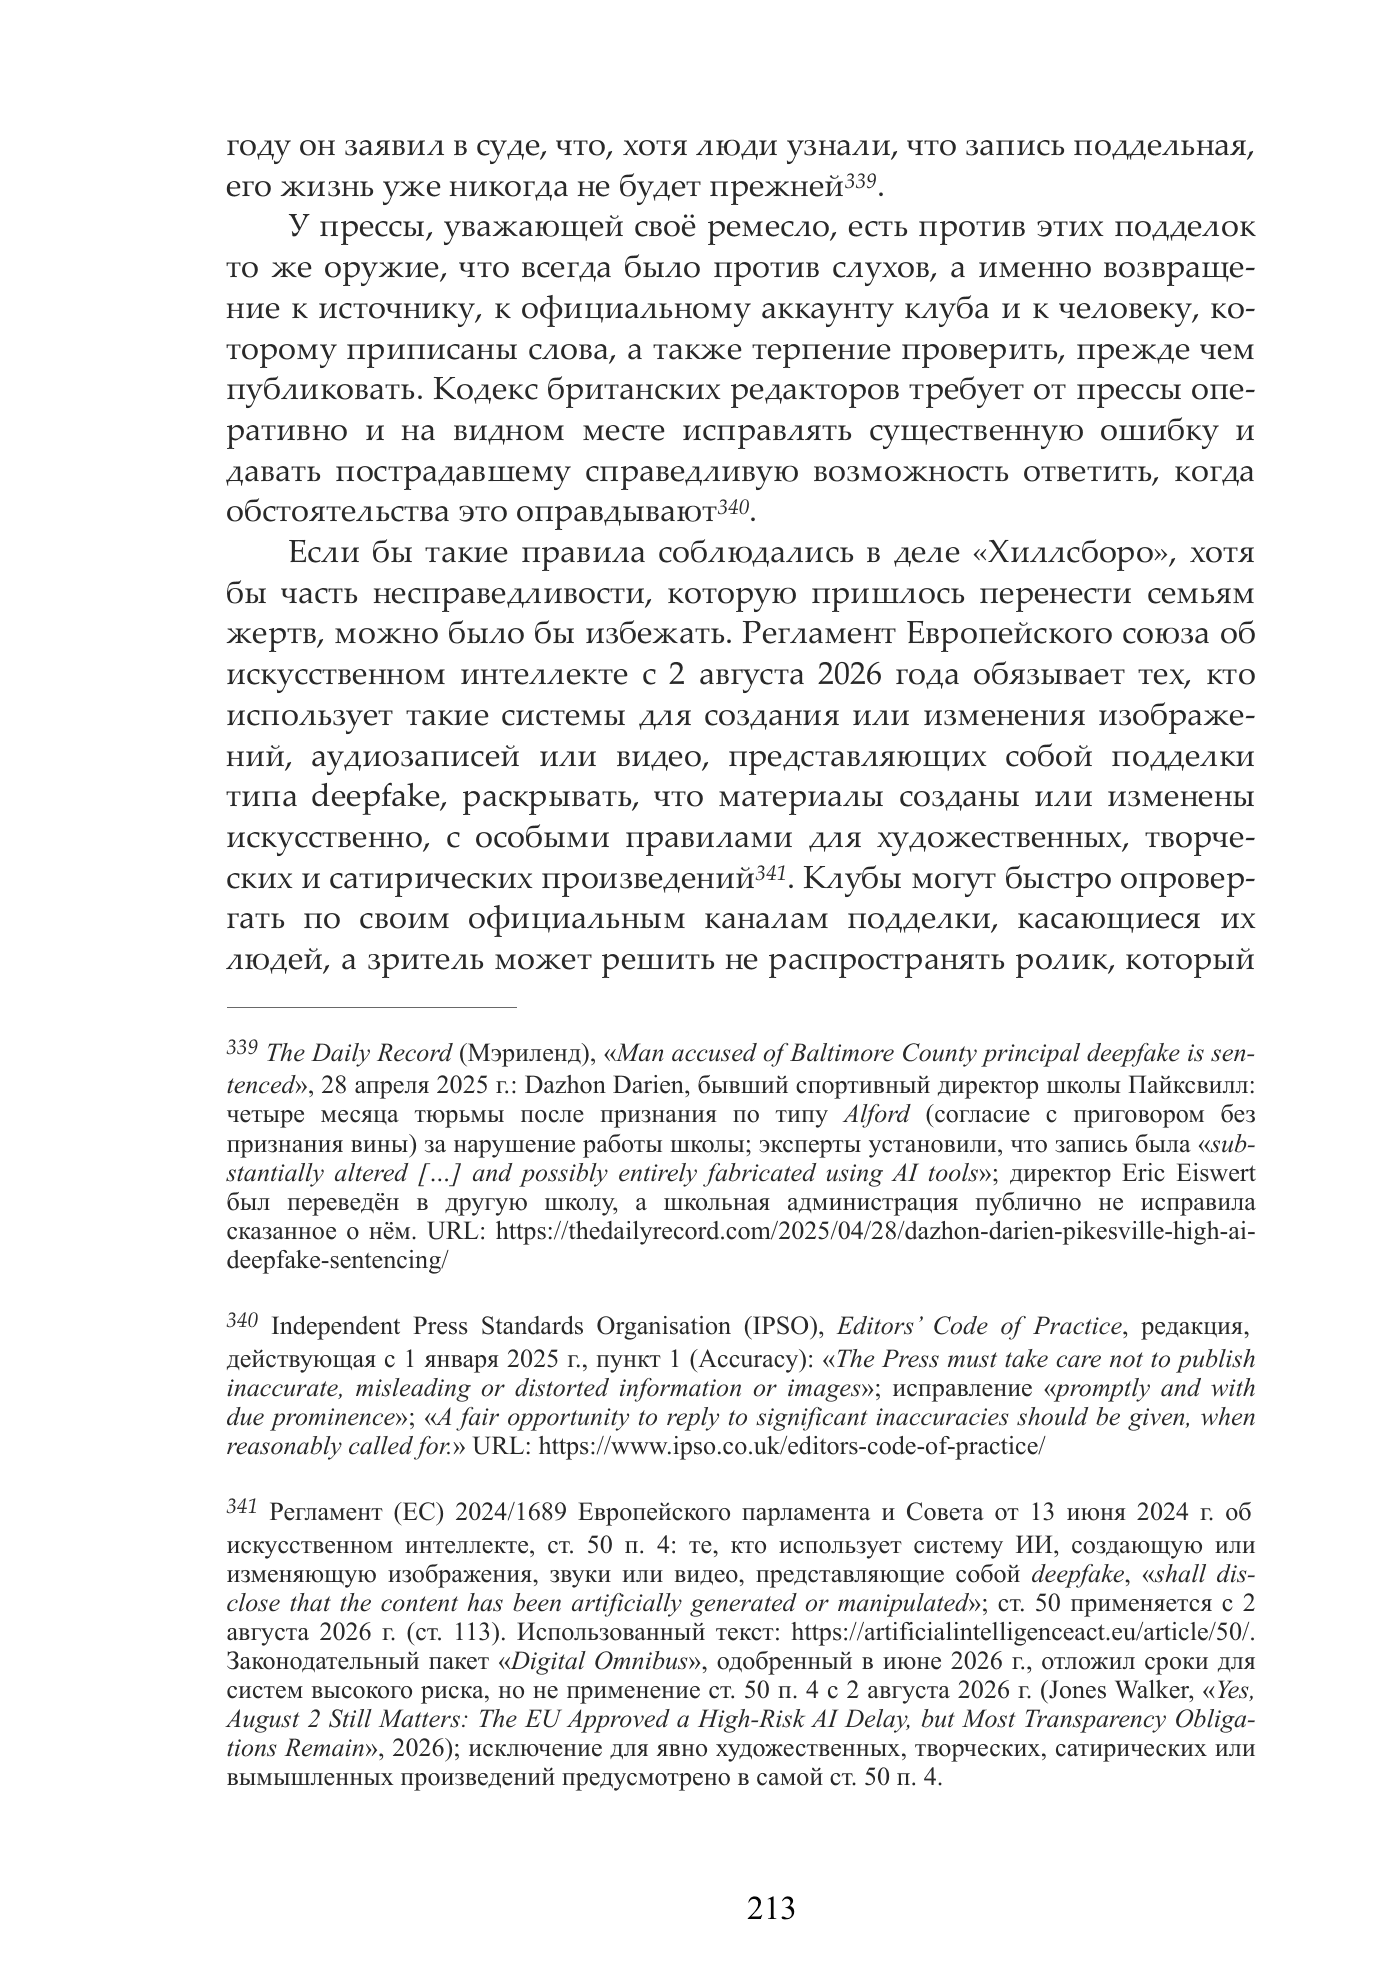 году он заявил в суде, что, хотя люди узнали, что запись поддельная,
его жизнь уже никогда не будет прежней339.
У прессы, уважающей своё ремесло, есть против этих подделок
то же оружие, что всегда было против слухов, а именно возвраще-
ние к источнику, к официальному аккаунту клуба и к человеку, ко-
торому приписаны слова, а также терпение проверить, прежде чем
публиковать. Кодекс британских редакторов требует от прессы опе-
ративно и на видном месте исправлять существенную ошибку и
давать пострадавшему справедливую возможность ответить, когда
обстоятельства это оправдывают340.
Если бы такие правила соблюдались в деле «Хиллсборо», хотя
бы часть несправедливости, которую пришлось перенести семьям
жертв, можно было бы избежать. Регламент Европейского союза об
искусственном интеллекте с 2 августа 2026 года обязывает тех, кто
использует такие системы для создания или изменения изображе-
ний, аудиозаписей или видео, представляющих собой подделки
типа deepfake, раскрывать, что материалы созданы или изменены
искусственно, с особыми правилами для художественных, творче-
ских и сатирических произведений341. Клубы могут быстро опровер-
гать по своим официальным каналам подделки, касающиеся их
людей, а зритель может решить не распространять ролик, который
339 The Daily Record (Мэриленд), «Man accused of Baltimore County principal deepfake is sen-
tenced», 28 апреля 2025 г.: Dazhon Darien, бывший спортивный директор школы Пайксвилл:
четыре месяца тюрьмы после признания по типу Alford (согласие с приговором без
признания вины) за нарушение работы школы; эксперты установили, что запись была «sub-
stantially altered [...] and possibly entirely fabricated using AI tools»; директор Eric Eiswert
был переведён в другую школу, а школьная администрация публично не исправила
сказанное о нём. URL: https://thedailyrecord.com/2025/04/28/dazhon-darien-pikesville-high-ai-
deepfake-sentencing/
340 Independent Press Standards Organisation (IPSO), Editors’ Code of Practice, редакция,
действующая с 1 января 2025 г., пункт 1 (Accuracy): «The Press must take care not to publish
inaccurate, misleading or distorted information or images»; исправление «promptly and with
due prominence»; «A fair opportunity to reply to significant inaccuracies should be given, when
reasonably called for.» URL: https://www.ipso.co.uk/editors-code-of-practice/
341 Регламент (ЕС) 2024/1689 Европейского парламента и Совета от 13 июня 2024 г. об
искусственном интеллекте, ст. 50 п. 4: те, кто использует систему ИИ, создающую или
изменяющую изображения, звуки или видео, представляющие собой deepfake, «shall dis-
close that the content has been artificially generated or manipulated»; ст. 50 применяется с 2
августа 2026 г. (ст. 113). Использованный текст: https://artificialintelligenceact.eu/article/50/.
Законодательный пакет «Digital Omnibus», одобренный в июне 2026 г., отложил сроки для
систем высокого риска, но не применение ст. 50 п. 4 с 2 августа 2026 г. (Jones Walker, «Yes,
August 2 Still Matters: The EU Approved a High-Risk AI Delay, but Most Transparency Obliga-
tions Remain», 2026); исключение для явно художественных, творческих, сатирических или
вымышленных произведений предусмотрено в самой ст. 50 п. 4.
213